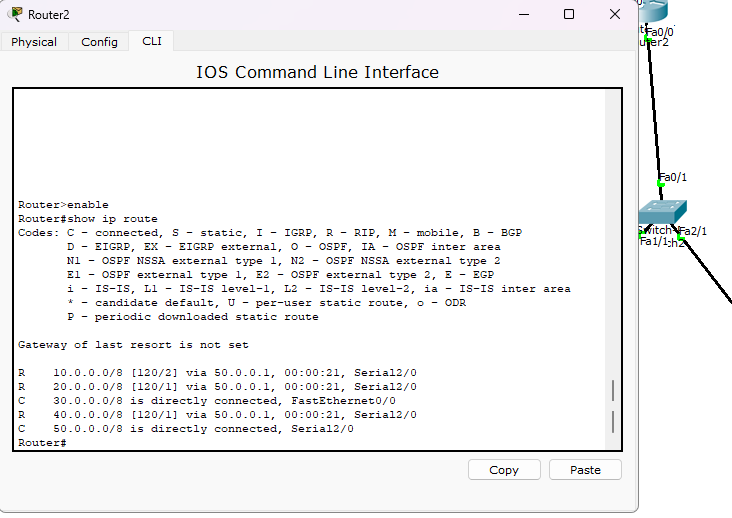 Router2
Physical Config CLI
IOS Command Line Interface
Router>enable
Router#show ip route
Codes: C - connected, S - static, I - IGRP, R - RIP, M - mobile, B - BGP
D - EIGRP, EX - EIGRP external, O - OSPF, IA - OSPF inter area
N1 - OSPF NSSA external type 1, N2 - OSPF NSSA external type 2
E1 - OSPF external type 1, E2 - OSPF external type 2, E - EGP
i - IS-IS, L1 - IS-IS level-1, L2 - IS-IS level-2, ia - IS-IS inter area
* - candidate default, U - per-user static route, o - ODR
P - periodic downloaded static route
Gateway of last resort is not set
R 10.0.0.0/8 [120/2] via 50.0.0.1, 00:00:21, Serial2/0
R 20.0.0.0/8 [120/1] via 50.0.0.1, 00:00:21, Serial2/0
C 30.0.0.0/8 is directly connected, FastEthernet0/0
R 40.0.0.0/8 [120/1] via 50.0.0.1, 00:00:21, Serial2/0
C 50.0.0.0/8 is directly connected, Serial2/0
Router#
Copy Paste
Fa0/0
Fa0/1
Fa2/1
Fa1/1